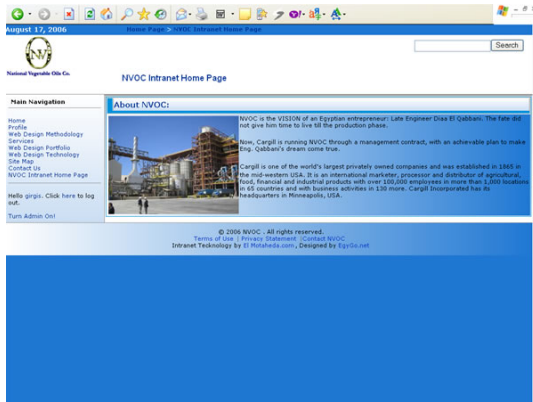 August 17, 2006
Home Page > NVOC Intranet Home Page
Search
National Vegetable Oils Co.
NVOC Intranet Home Page
Main Navigation
Home
Profile
Web Design Methodology
Services
Web Design Portfolio
Web Design Technology
Site Map
Contact Us
NVOC Intranet Home Page
Hello girgis. Click here to log
out.
Turn Admin On!
About NVOC:
NVOC is the VISION of an Egyptian entrepreneur: Late Engineer Diaa El Qabbani. The fate did
not give him time to live till the production phase.
Now, Cargill is running NVOC through a management contract, with an achievable plan to make
Eng. Qabbani's dream come true.
Cargill is one of the world's largest privately owned companies and was established in 1865 in
the mid-western USA. It is an international marketer, processor and distributor of agricultural,
food, financial and industrial products with over 100,000 employees in more than 1,000 locations
in 65 countries and with business activities in 130 more. Cargill Incorporated has its
headquarters in Minneapolis, USA.
© 2006 NVOC . All rights reserved.
Terms of Use | Privacy Statement |Contact NVOC
Intranet Tecknology by El Motaheda.com, Designed by EgyGo.net